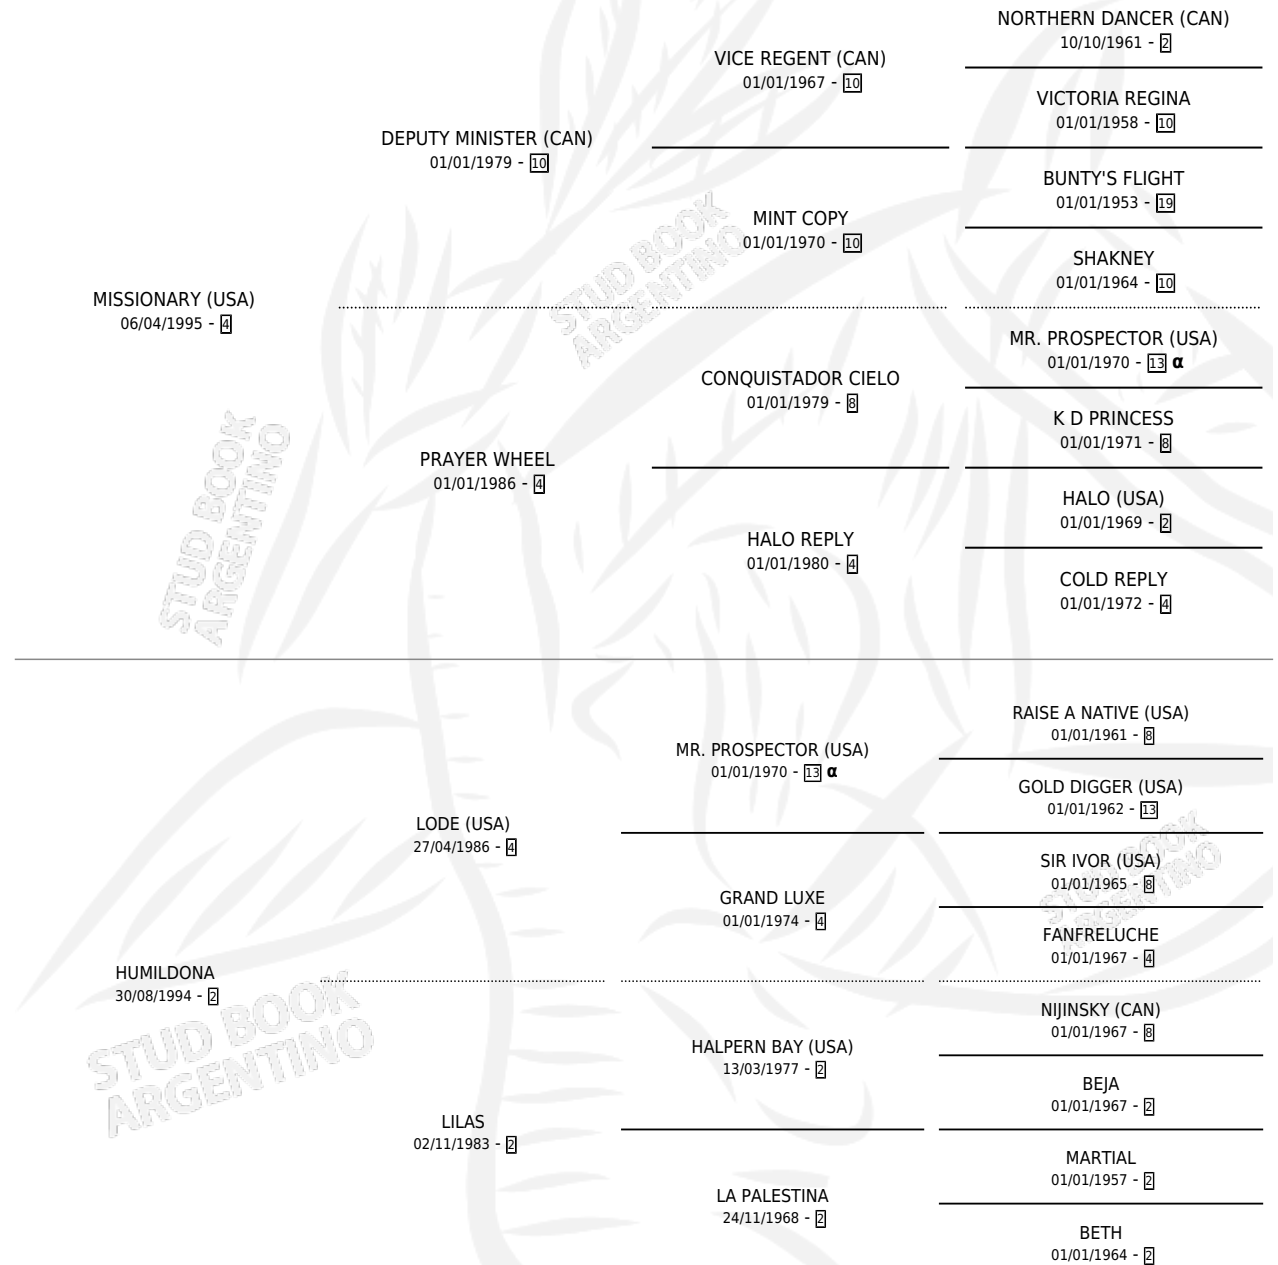 NORTHERN DANCER (CAN)
10/10/1961 - 2
VICE REGENT (CAN)
01/01/1967 - 10
VICTORIA REGINA
01/01/1958 - 10
DEPUTY MINISTER (CAN)
01/01/1979 - 10
BUNTY'S FLIGHT
01/01/1953 - 19
MINT COPY
01/01/1970 - 10
SHAKNEY
01/01/1964 - 10
MISSIONARY (USA)
06/04/1995 - 4
MR. PROSPECTOR (USA)
01/01/1970 - 13 α
CONQUISTADOR CIELO
01/01/1979 - 8
K D PRINCESS
01/01/1971 - 8
PRAYER WHEEL
01/01/1986 - 4
HALO (USA)
01/01/1969 - 2
HALO REPLY
01/01/1980 - 4
COLD REPLY
01/01/1972 - 4
RAISE A NATIVE (USA)
01/01/1961 - 8
MR. PROSPECTOR (USA)
01/01/1970 - 13 α
GOLD DIGGER (USA)
01/01/1962 - 13
LODE (USA)
27/04/1986 - 4
SIR IVOR (USA)
01/01/1965 - 8
GRAND LUXE
01/01/1974 - 4
FANFRELUCHE
01/01/1967 - 4
HUMILDONA
30/08/1994 - 2
NIJINSKY (CAN)
01/01/1967 - 8
HALPERN BAY (USA)
13/03/1977 - 2
BEJA
01/01/1967 - 2
LILAS
02/11/1983 - 2
MARTIAL
01/01/1957 - 2
LA PALESTINA
24/11/1968 - 2
BETH
01/01/1964 - 2
STUD BOOK
ARGENTINO
STUD BOOK
ARGENTINO
STUD BOOK
ARGENTINO
STUD BOOK
ARGENTINO